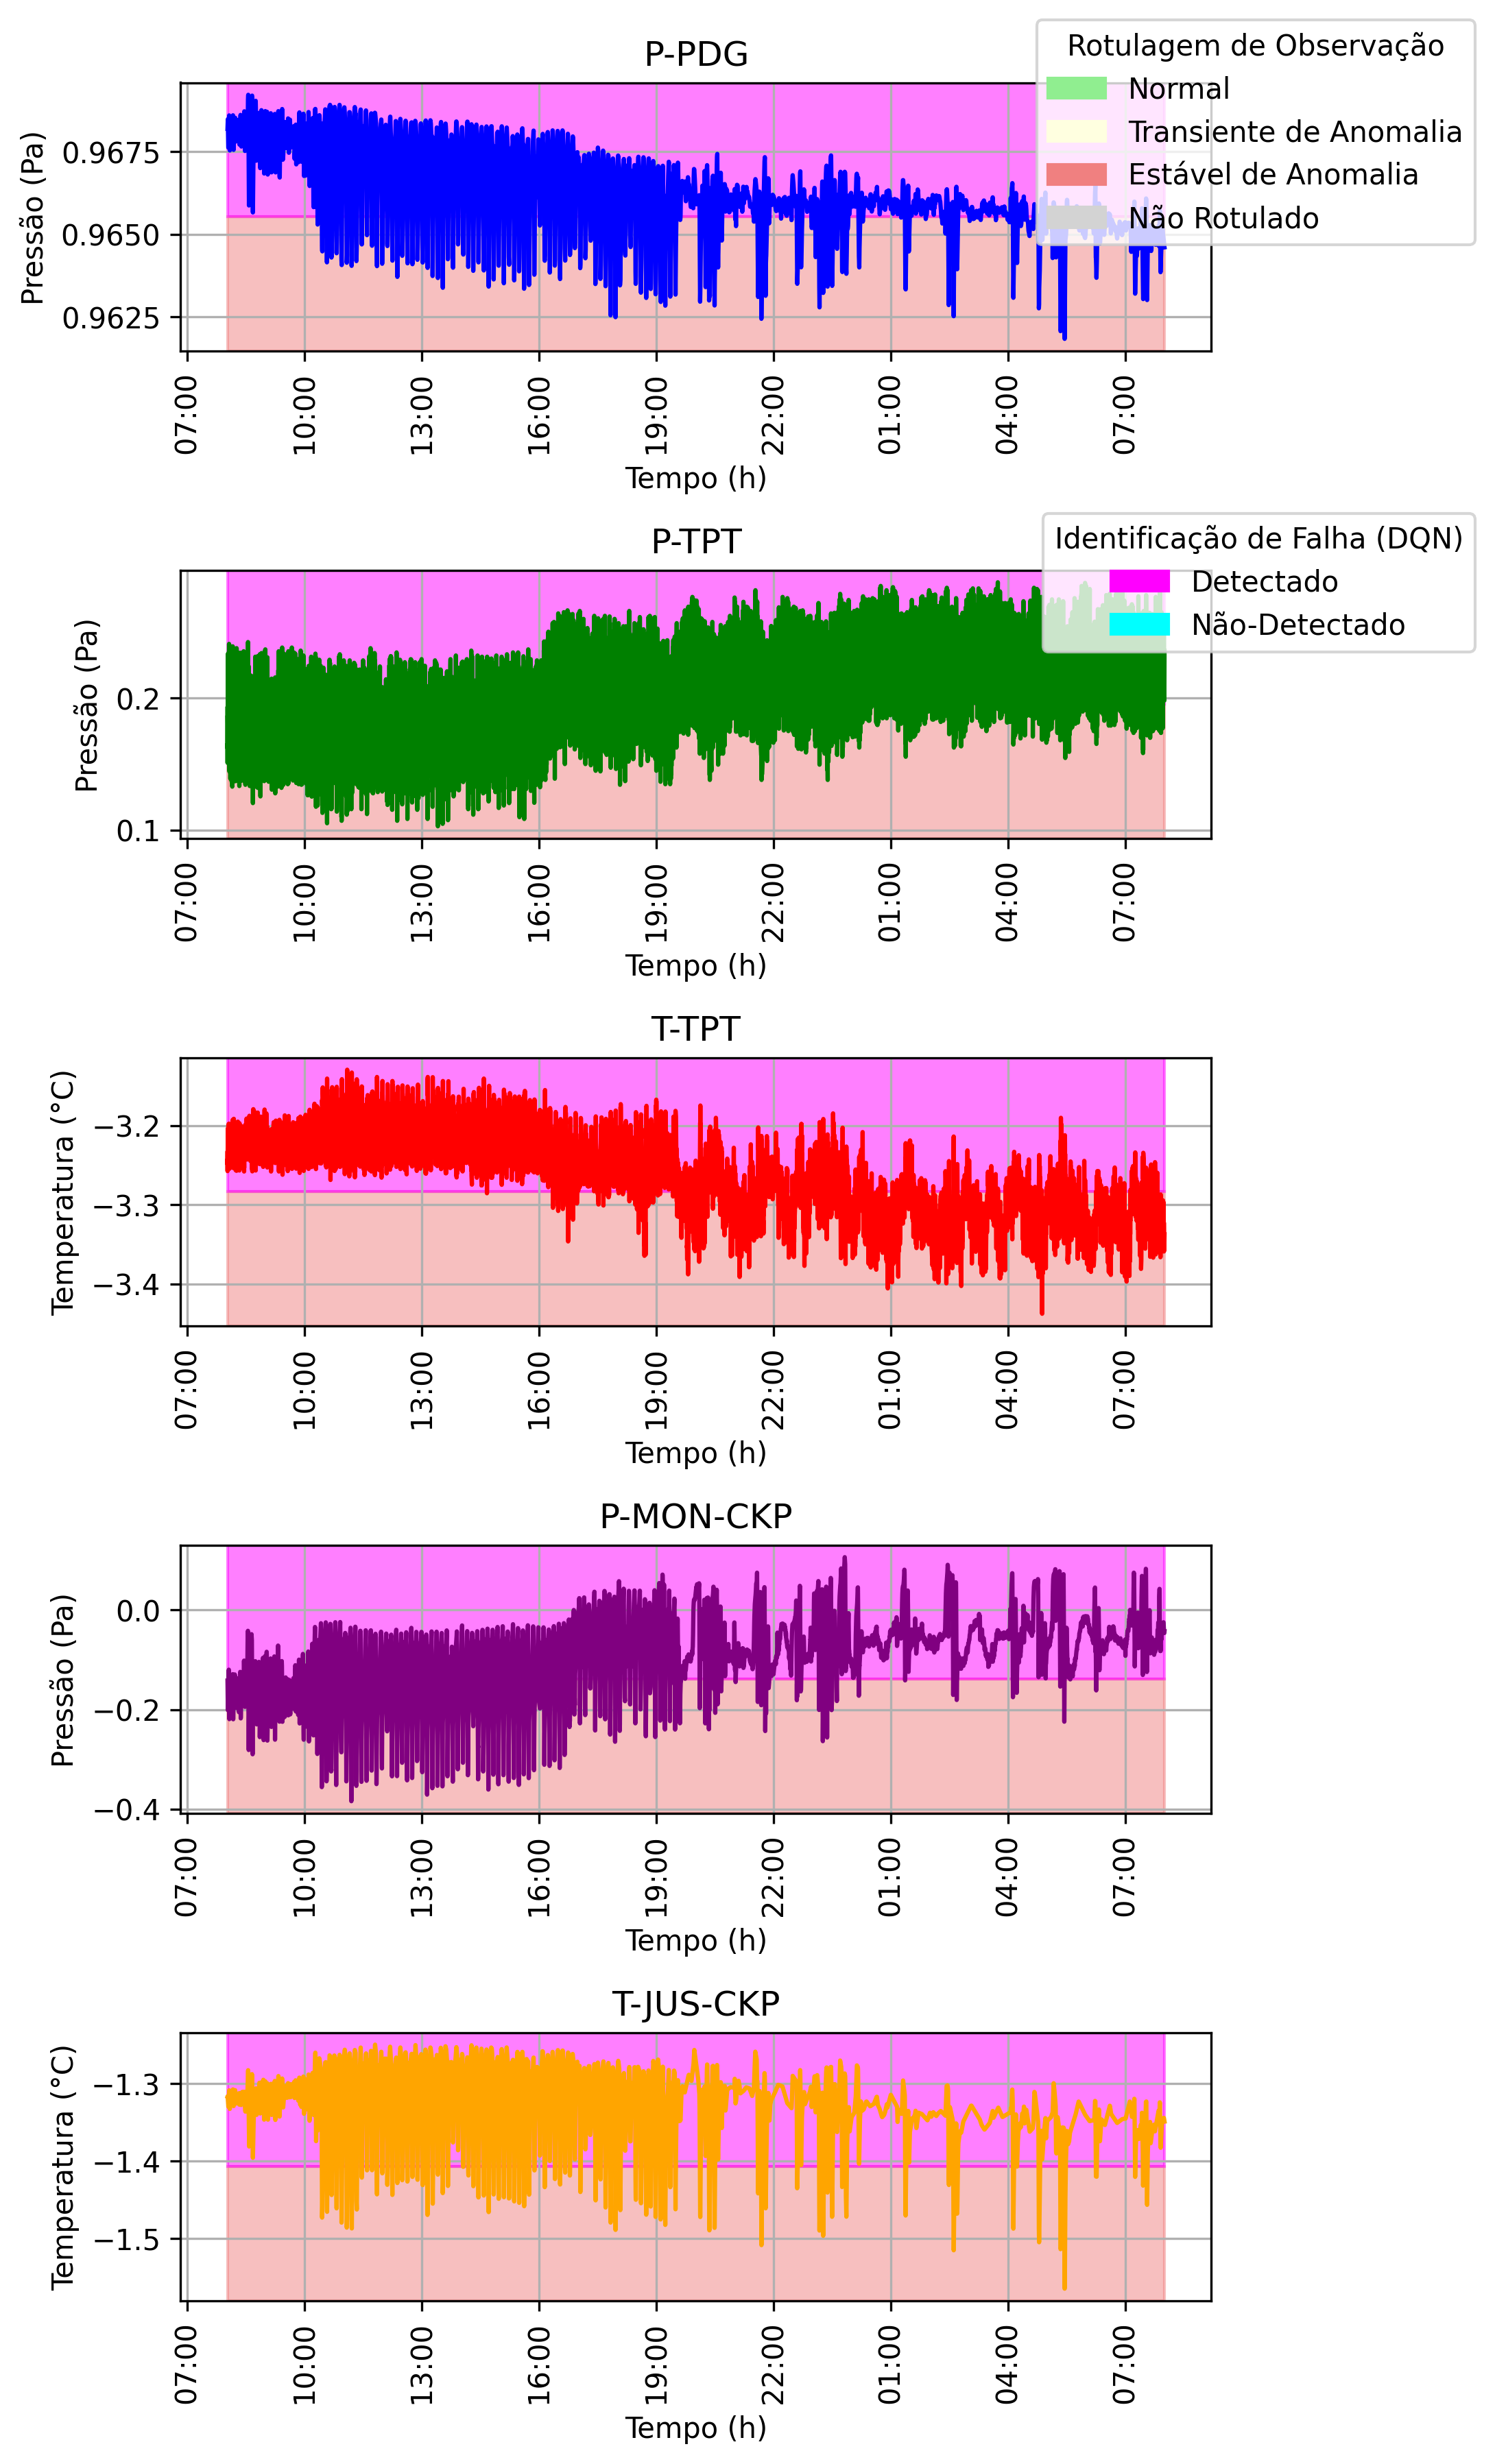 P-PDG
Rotulagem de Observação
Normal
Transiente de Anomalia
Estável de Anomalia
Não Rotulado
Pressão (Pa)
0.9675
0.9650
0.9625
07:00 10:00 13:00 16:00 19:00 22:00 01:00 04:00 07:00
Tempo (h)
P-TPT
Identificação de Falha (DQN)
Detectado
Não-Detectado
Pressão (Pa)
0.2
0.1
07:00 10:00 13:00 16:00 19:00 22:00 01:00 04:00 07:00
Tempo (h)
T-TPT
Temperatura (°C)
−3.2
−3.3
−3.4
07:00 10:00 13:00 16:00 19:00 22:00 01:00 04:00 07:00
Tempo (h)
P-MON-CKP
Pressão (Pa)
0.0
−0.2
−0.4
07:00 10:00 13:00 16:00 19:00 22:00 01:00 04:00 07:00
Tempo (h)
T-JUS-CKP
Temperatura (°C)
−1.3
−1.4
−1.5
07:00 10:00 13:00 16:00 19:00 22:00 01:00 04:00 07:00
Tempo (h)